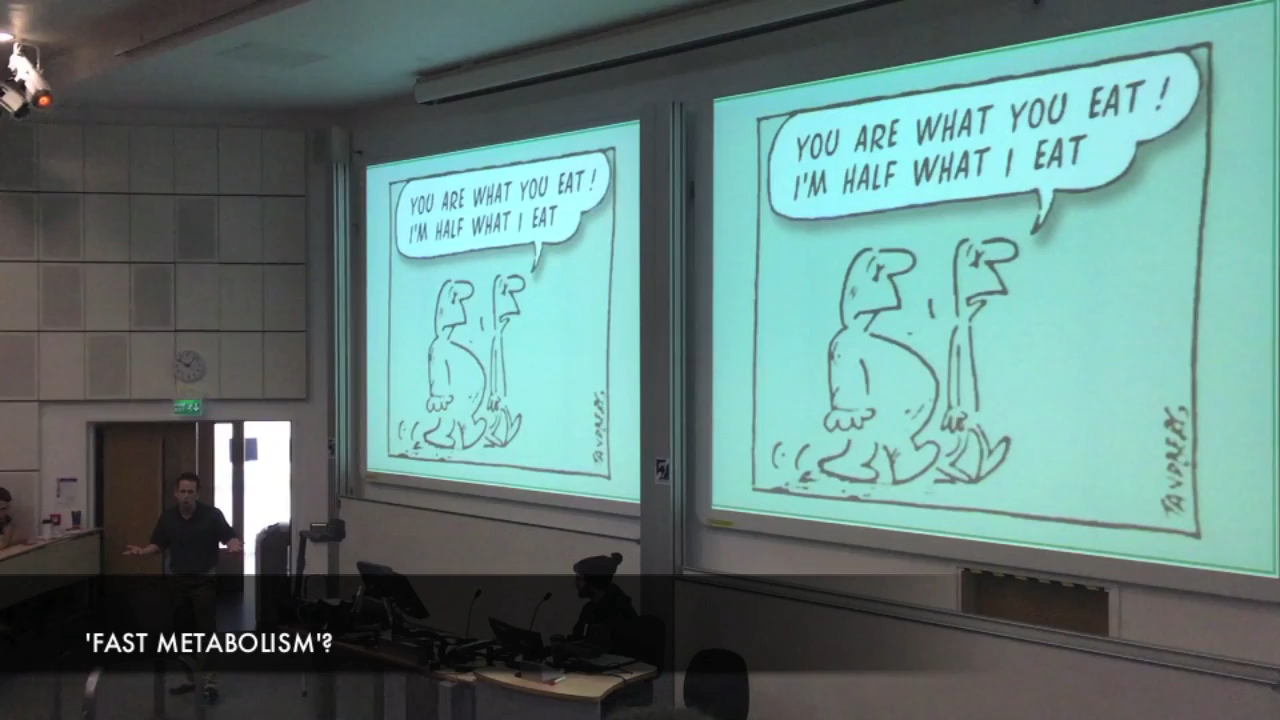 YOU ARE WHAT YOU EAT!
I'M HALF WHAT I EAT
YOU ARE WHAT YOU EAT!
I'M HALF WHAT I EAT
'FAST METABOLISM'?